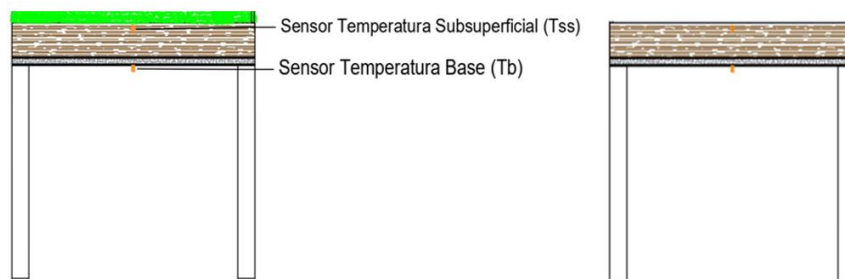 Sensor Temperatura Subsuperficial (Tss)
Sensor Temperatura Base (Tb)